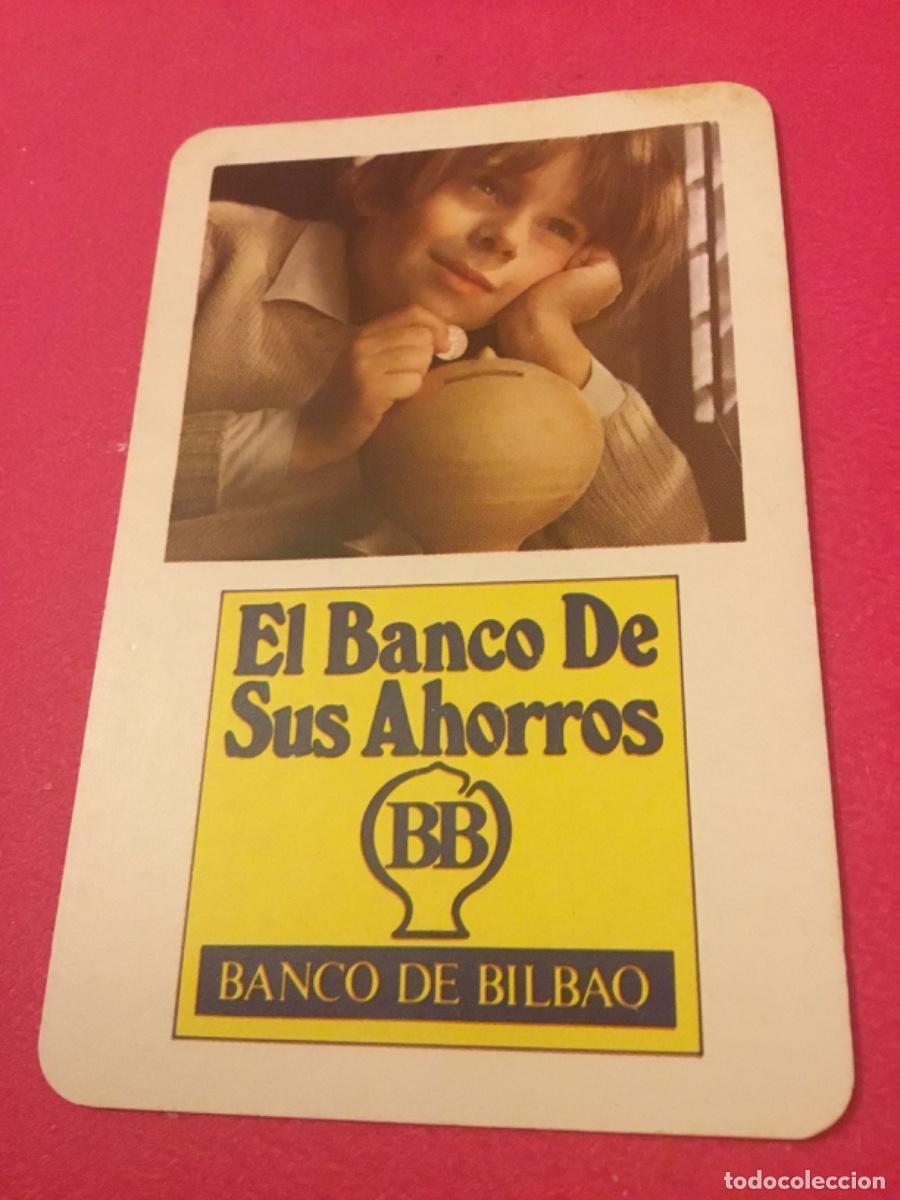 El Banco De
Sus Ahorros
BB
BANCO DE BILBAO
todocoleccion